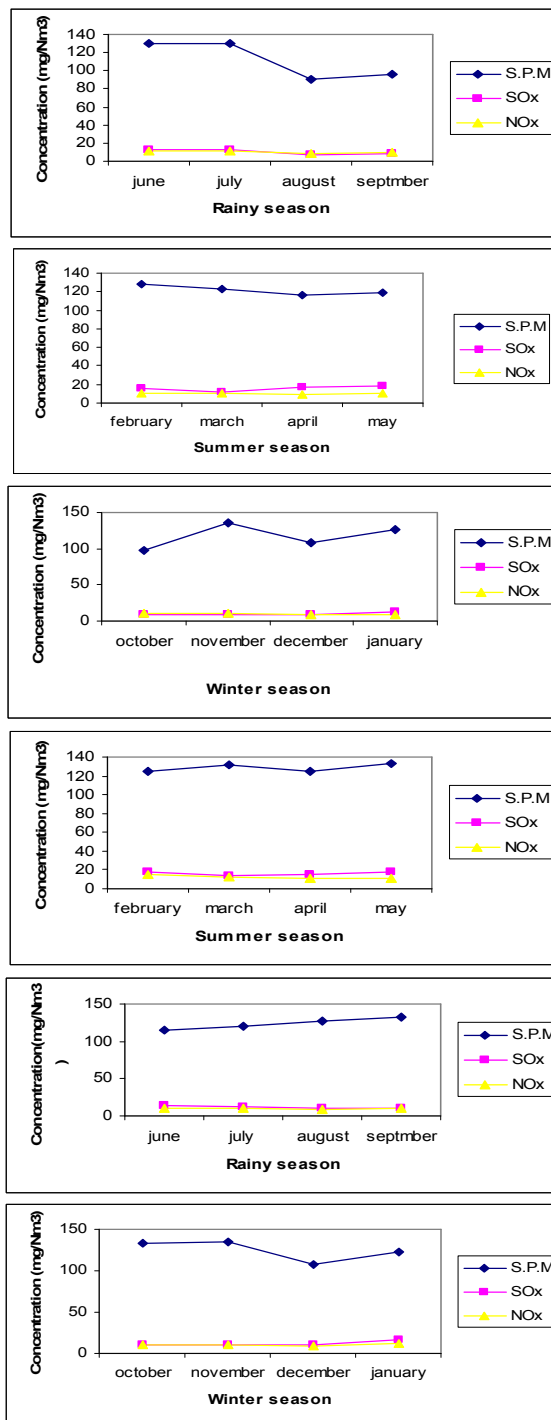 Concentration (mg/Nm3)
140
120
100
80
60
40
20
0
june july august septmber
Rainy season
S.P.M
SOx
NOx
Concentration (mg/Nm3)
140
120
100
80
60
40
20
0
february march april may
Summer season
S.P.M
SOx
NOx
Concentration (mg/Nm3)
150
100
50
0
october november december january
Winter season
S.P.M
SOx
NOx
Concentration (mg/Nm3)
140
120
100
80
60
40
20
0
february march april may
Summer season
S.P.M
SOx
NOx
Concentration(mg/Nm3
)
150
100
50
0
june july august septmber
Rainy season
S.P.M
SOx
NOx
Concentration (mg/Nm3)
150
100
50
0
october november december january
Winter season
S.P.M
SOx
NOx